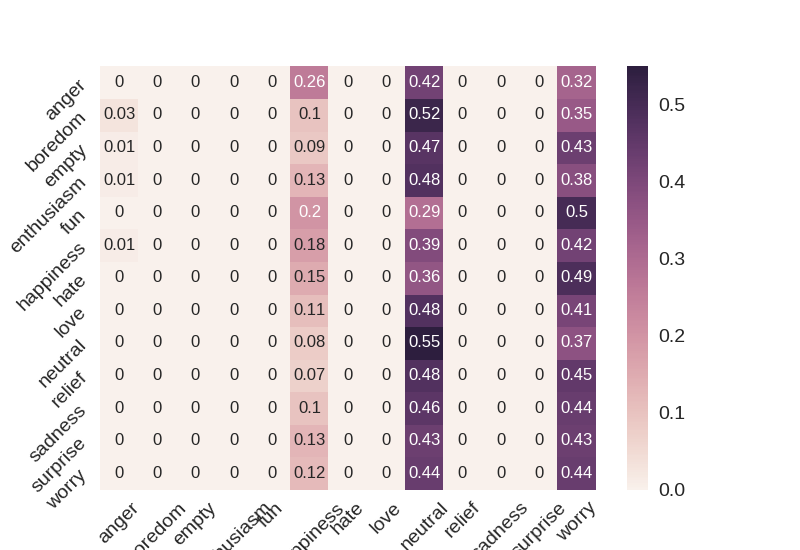 anger 0 0 0 0 0 0.26 0 0 0.42 0 0 0 0.32
boredom 0.03 0 0 0 0 0.1 0 0 0.52 0 0 0 0.35
empty 0.01 0 0 0 0 0.09 0 0 0.47 0 0 0 0.43
enthusiasm 0.01 0 0 0 0 0.13 0 0 0.48 0 0 0 0.38
fun 0 0 0 0 0 0.2 0 0 0.29 0 0 0 0.5
happiness 0.01 0 0 0 0 0.18 0 0 0.39 0 0 0 0.42
hate 0 0 0 0 0 0.15 0 0 0.36 0 0 0 0.49
love 0 0 0 0 0 0.11 0 0 0.48 0 0 0 0.41
neutral 0 0 0 0 0 0.08 0 0 0.55 0 0 0 0.37
relief 0 0 0 0 0 0.07 0 0 0.48 0 0 0 0.45
sadness 0 0 0 0 0 0.1 0 0 0.46 0 0 0 0.44
surprise 0 0 0 0 0 0.13 0 0 0.43 0 0 0 0.43
worry 0 0 0 0 0 0.12 0 0 0.44 0 0 0 0.44
anger oredom empty husiasm fun ppiness hate love neutral relief adness surprise worry
0.5
0.4
0.3
0.2
0.1
0.0